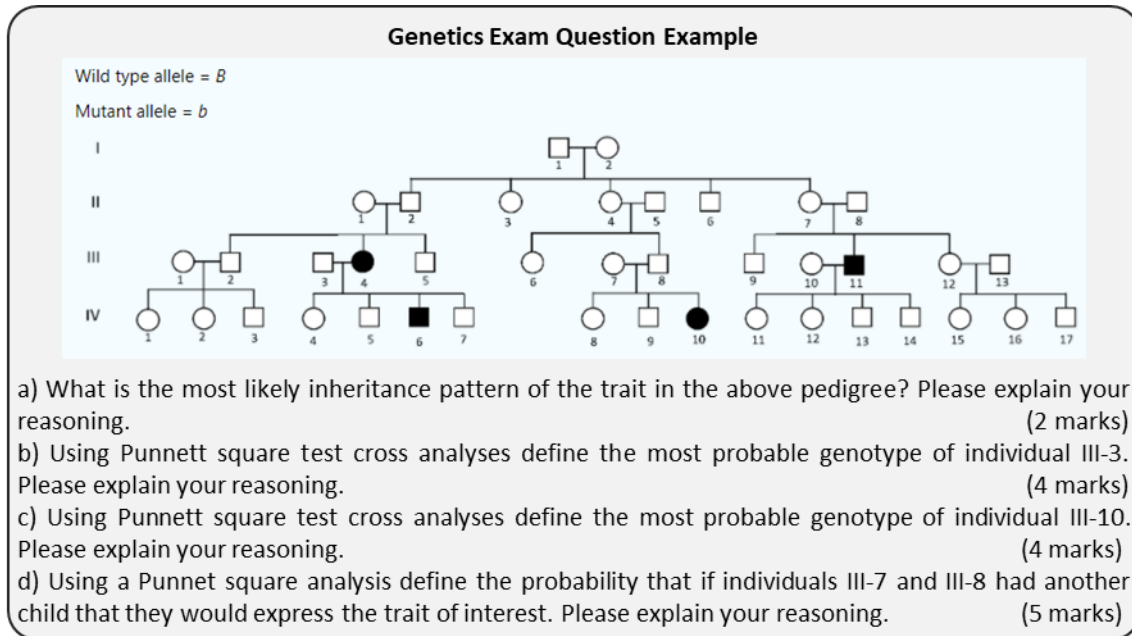 Genetics Exam Question Example
Wild type allele = B
Mutant allele = b
I
1 2
II
1 2 3 4 5 6 7 8
III
1 2 3 4 5 6 7 8 9 10 11 12 13
IV
1 2 3 4 5 6 7 8 9 10 11 12 13 14 15 16 17
a) What is the most likely inheritance pattern of the trait in the above pedigree? Please explain your
reasoning. (2 marks)
b) Using Punnett square test cross analyses define the most probable genotype of individual III-3.
Please explain your reasoning. (4 marks)
c) Using Punnett square test cross analyses define the most probable genotype of individual III-10.
Please explain your reasoning. (4 marks)
d) Using a Punnet square analysis define the probability that if individuals III-7 and III-8 had another
child that they would express the trait of interest. Please explain your reasoning. (5 marks)